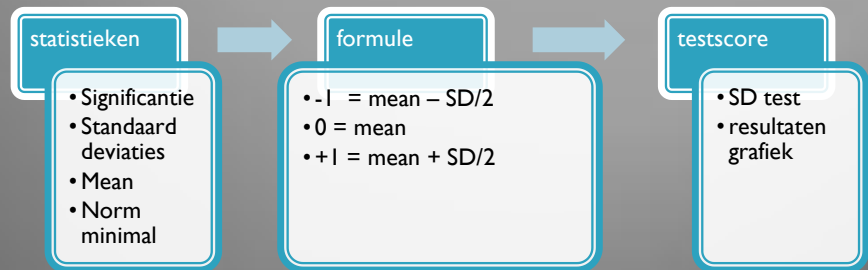 statistieken
• Significantie
• Standaard
deviaties
• Mean
• Norm
minimal
formule
• -1 = mean – SD/2
• 0 = mean
• +1 = mean + SD/2
testscore
• SD test
• resultaten
grafiek